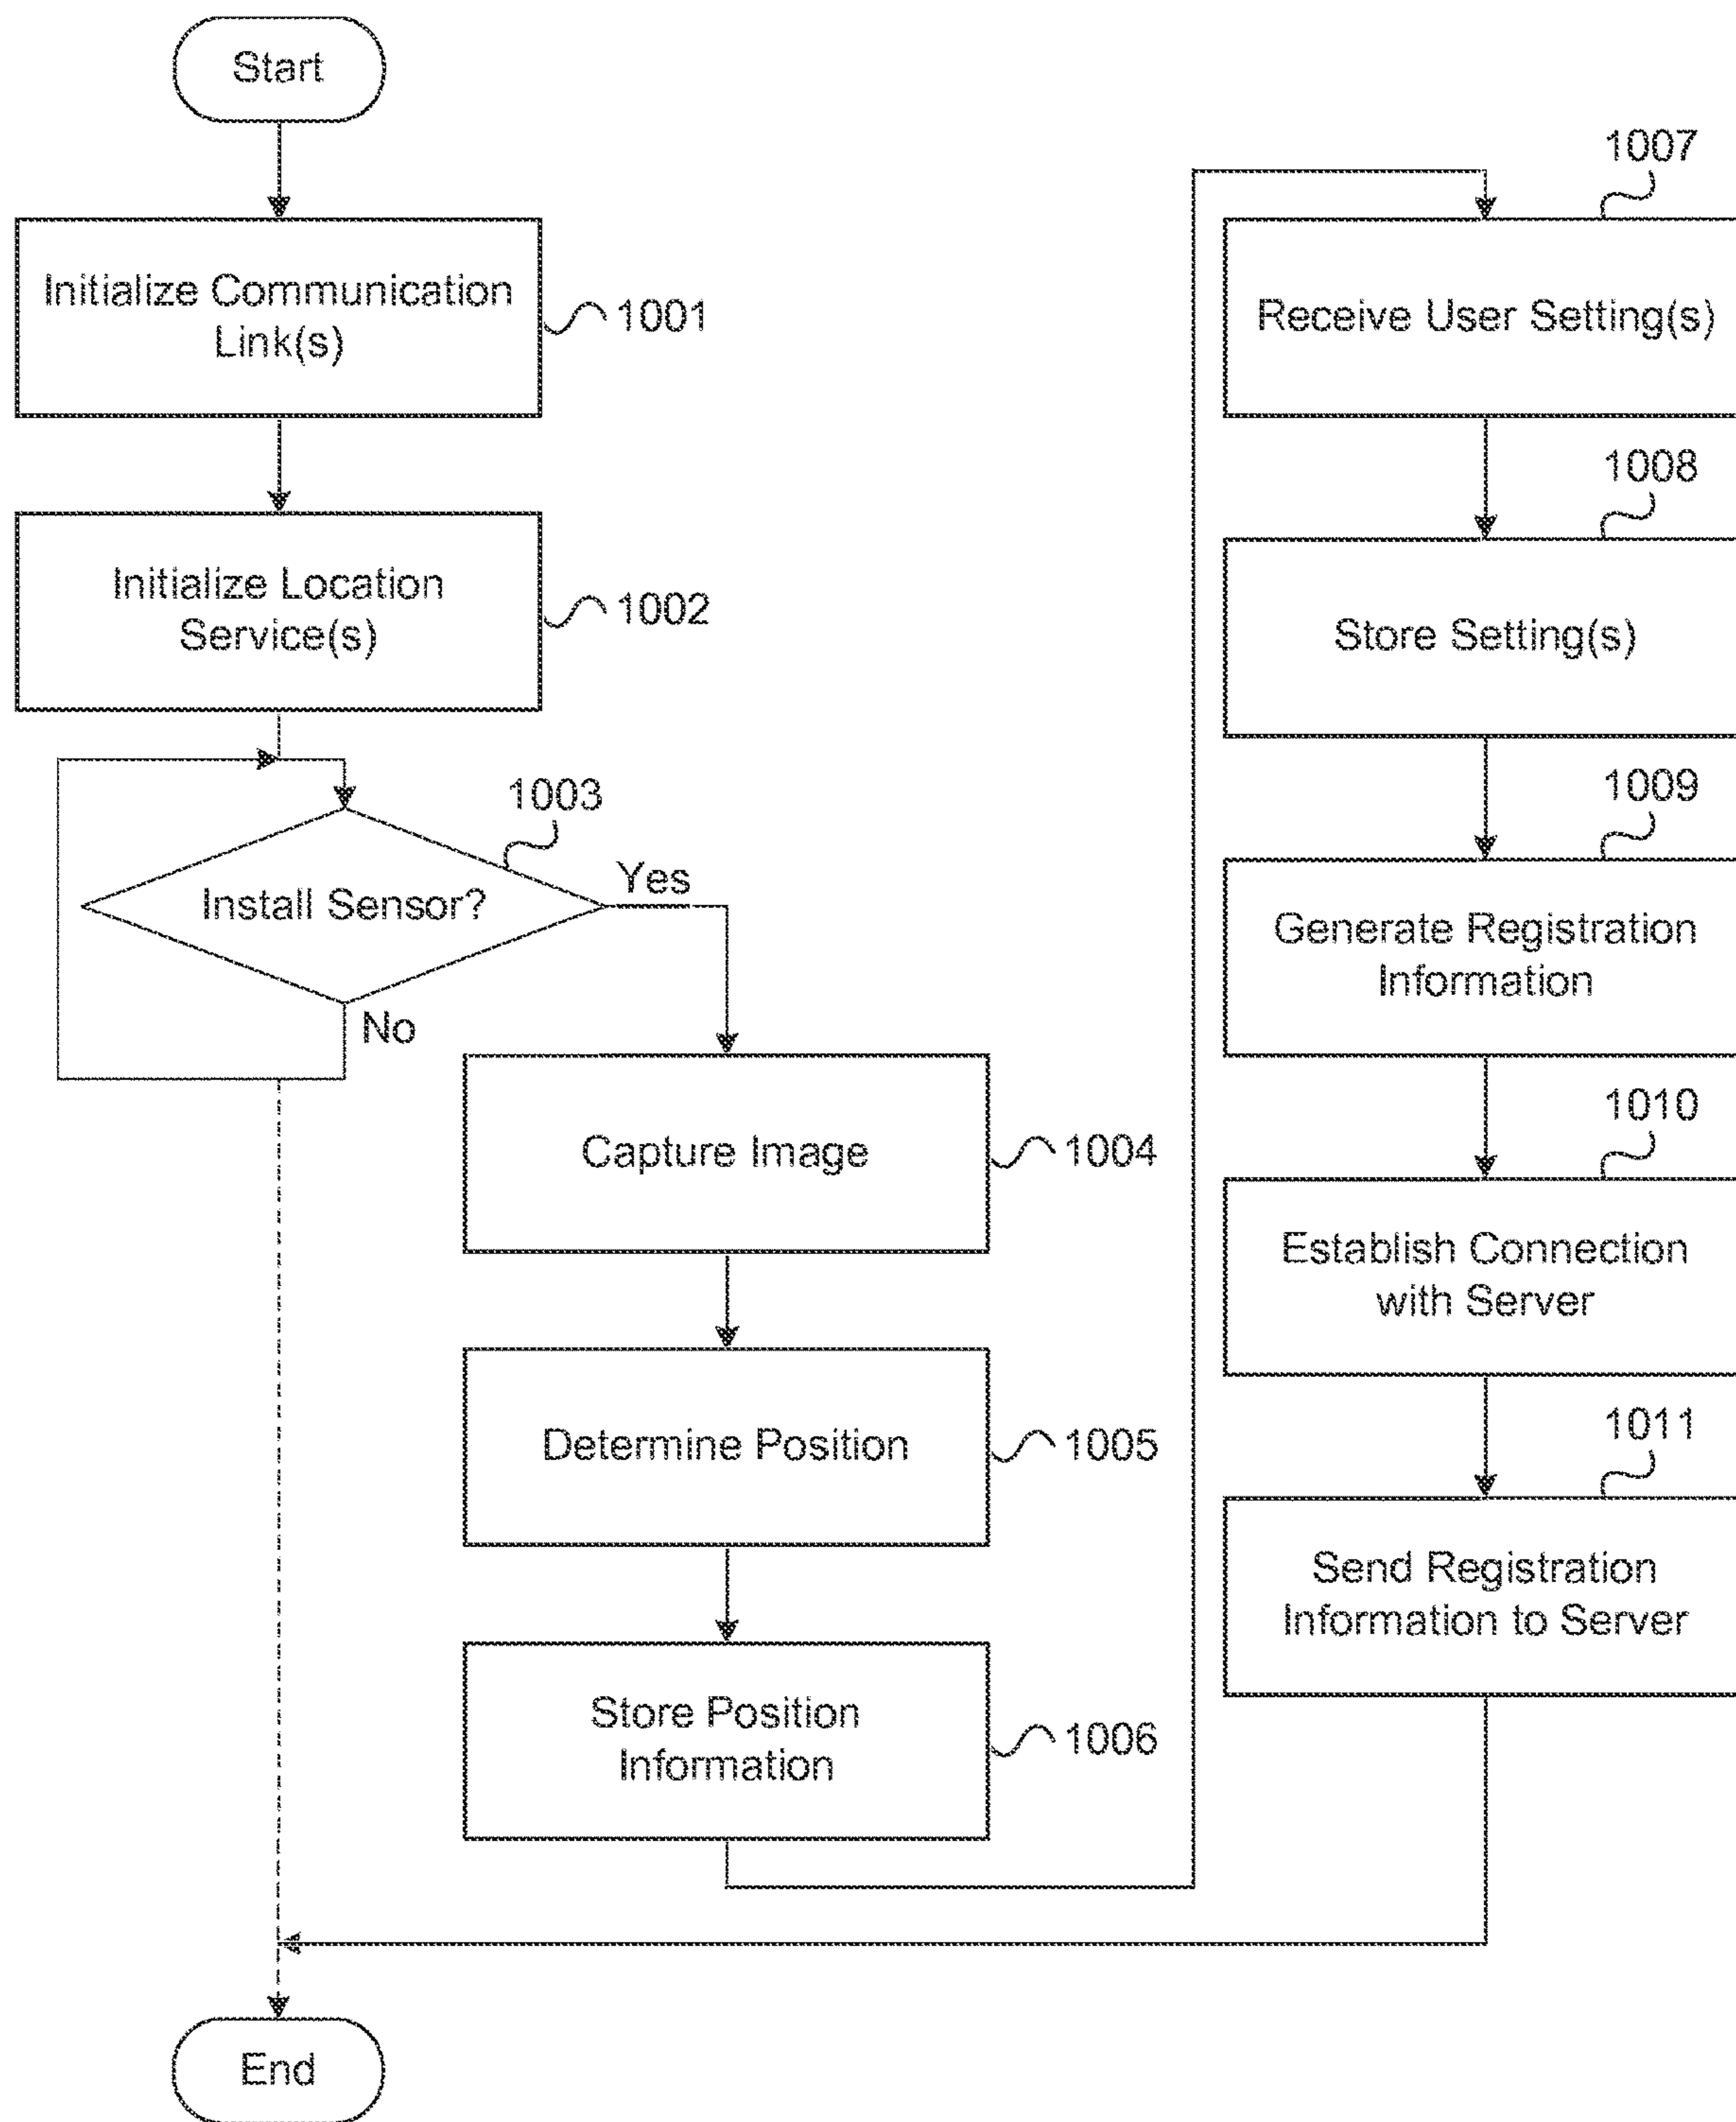 Start
Initialize Communication
Link(s)
1001
Initialize Location
Service(s)
1002
1003
Install Sensor?
Yes
No
Capture Image
1004
Determine Position
1005
Store Position
Information
1006
1007
Receive User Setting(s)
1008
Store Setting(s)
1009
Generate Registration
Information
1010
Establish Connection
with Server
1011
Send Registration
Information to Server
End